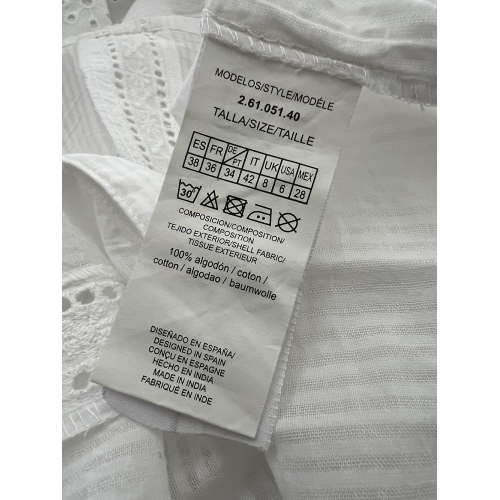 MODELOS/STYLE/MODÉLE
2.61.051.40
TALLA/SIZE/TAILLE
ES FR DE PT IT UK USA MEX
38 36 34 42 8 6 28
30
COMPOSICION/COMPOSITION/
COMPOSITION
TEJIDO EXTERIOR/SHELL FABRIC/
TISSUE EXTERIEUR
100% algodón / coton /
cotton / algodao / baumwolle
DISEÑADO EN ESPAÑA/
DESIGNED IN SPAIN
CONÇU EN ESPAGNE
HECHO EN INDIA
MADE IN INDIA
FABRIQUÉ EN INDE